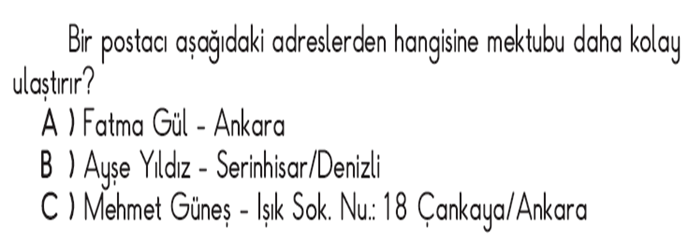 Bir postacı aşağıdaki adreslerden hangisine mektubu daha kolay
ulaştırır?
A ) Fatma Gül - Ankara
B ) Ayşe Yıldız - Serinhisar/Denizli
C ) Mehmet Güneş - Işık Sok. Nu.: 18 Çankaya/Ankara